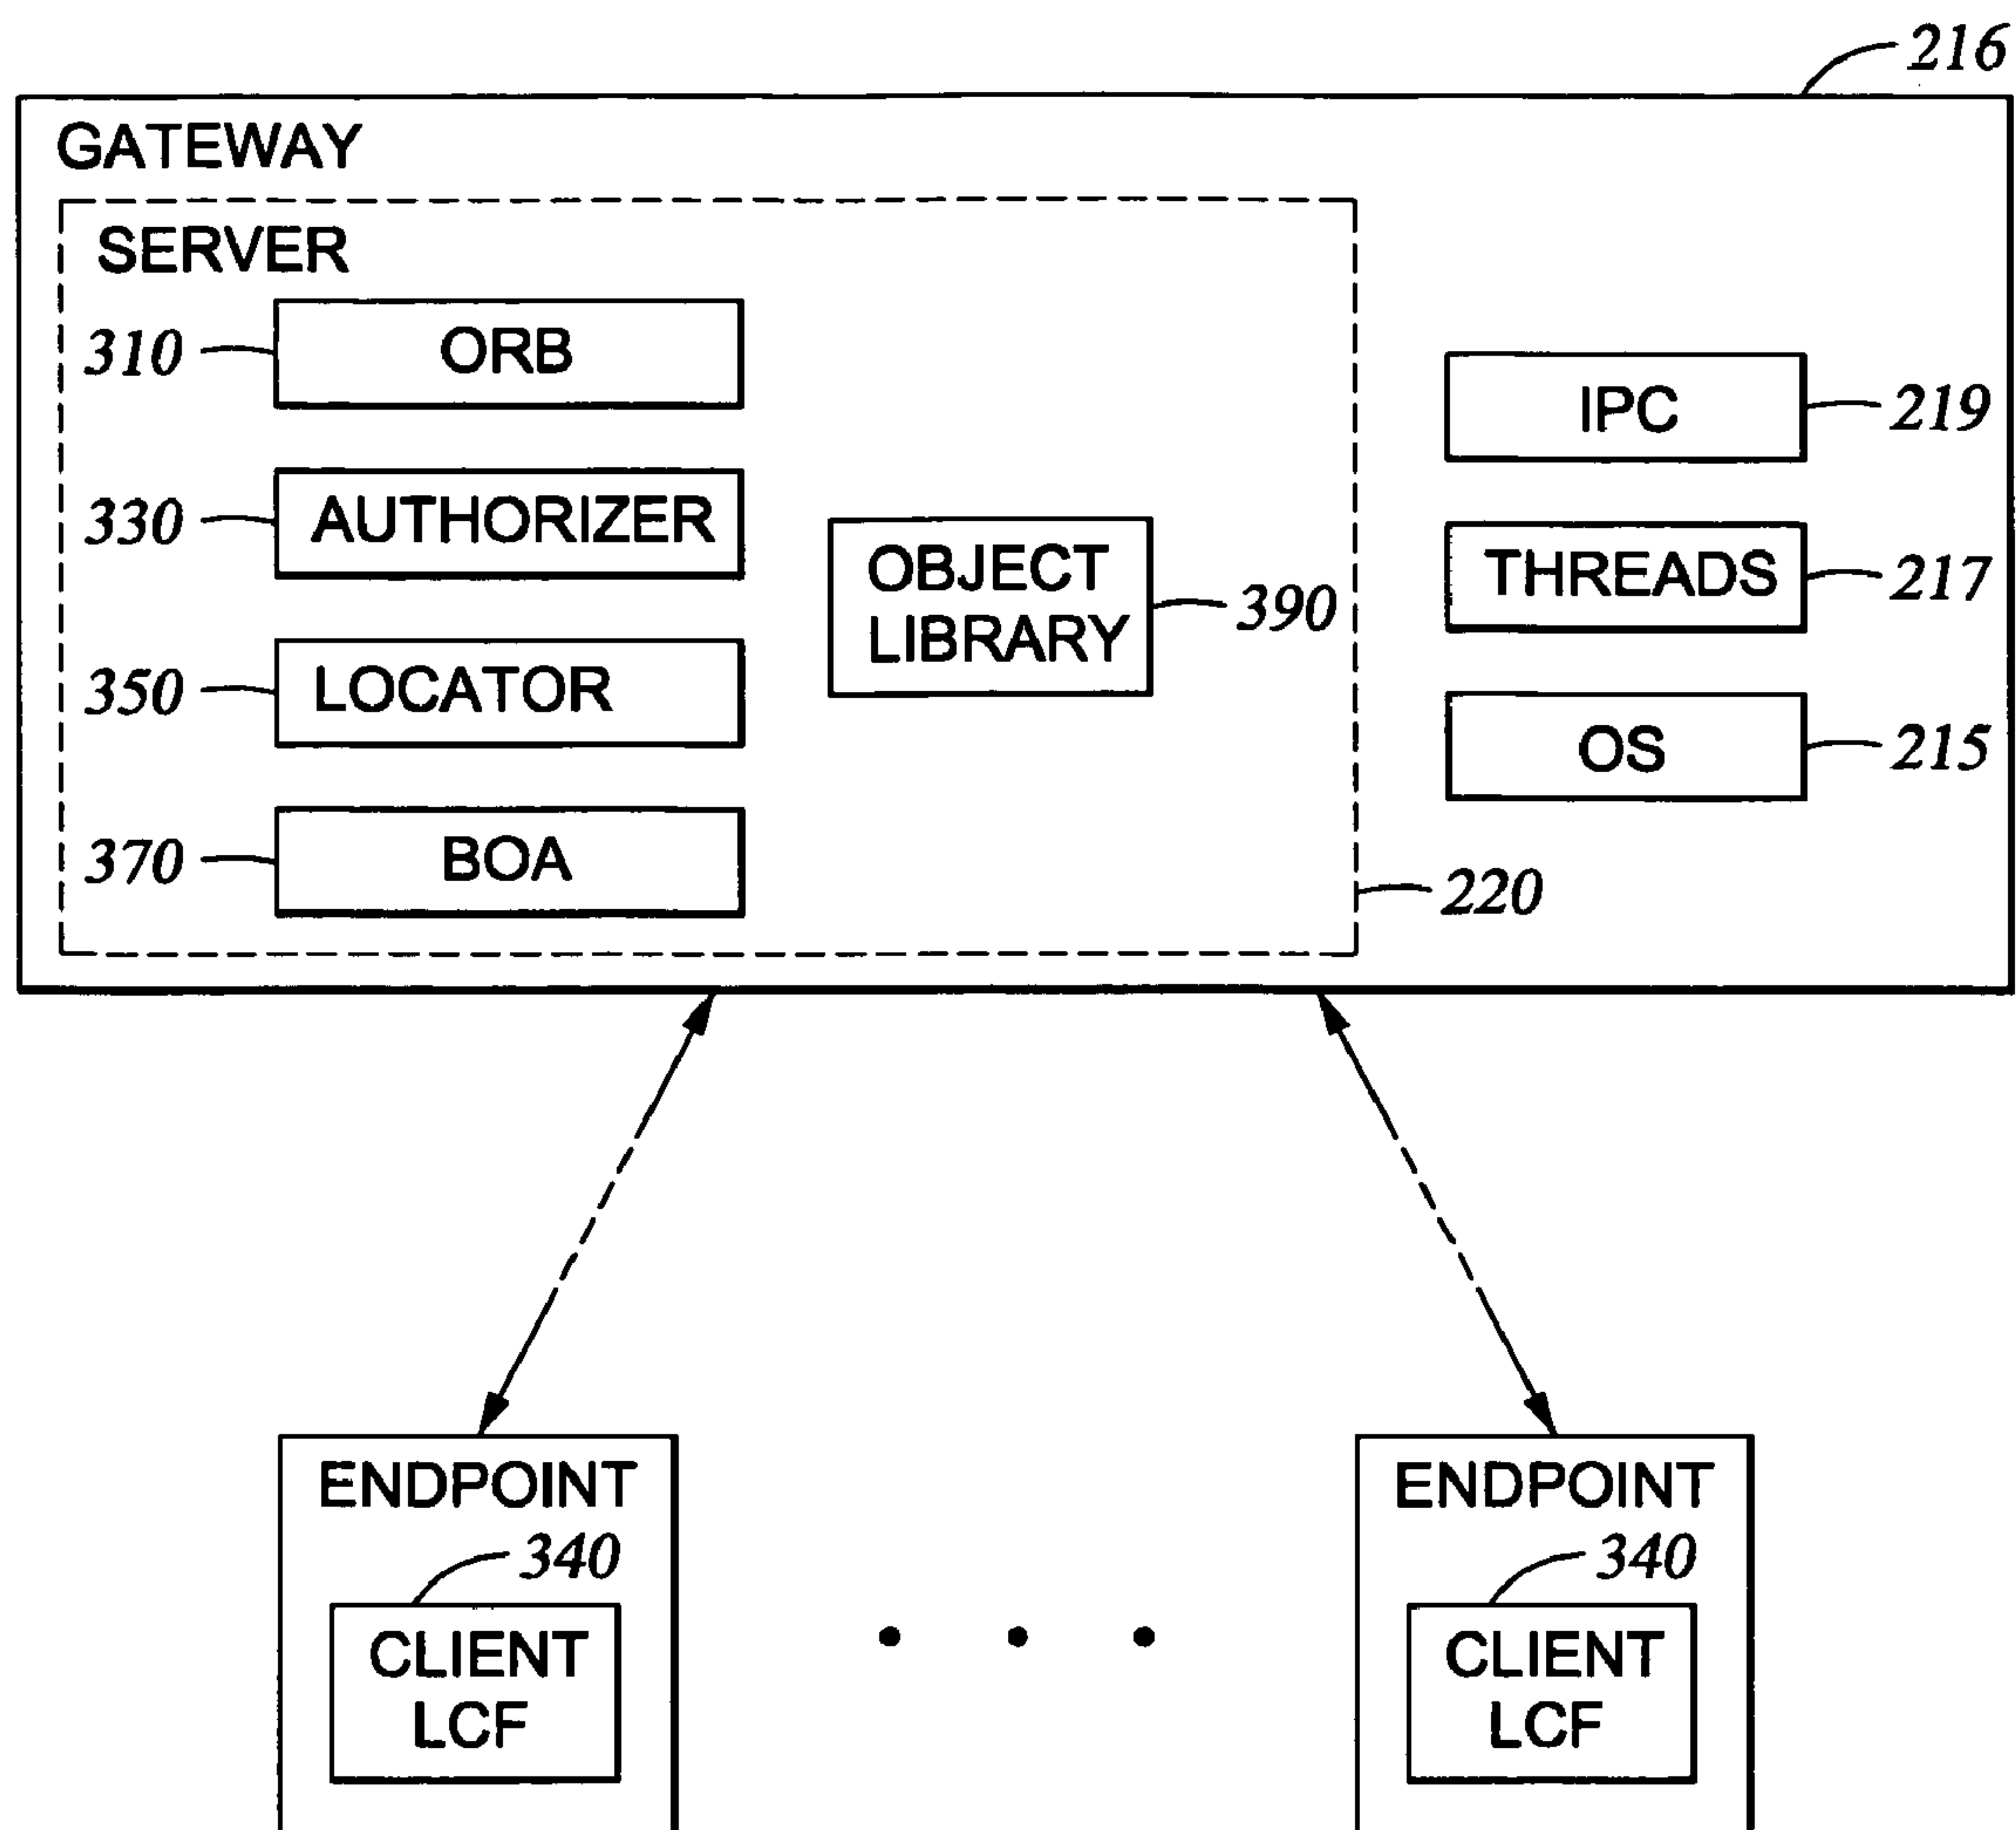 216
GATEWAY
SERVER
310 ORB
330 AUTHORIZER
350 LOCATOR
370 BOA
OBJECT
LIBRARY
390
IPC 219
THREADS 217
OS 215
220
ENDPOINT
340
CLIENT
LCF
ENDPOINT
340
CLIENT
LCF